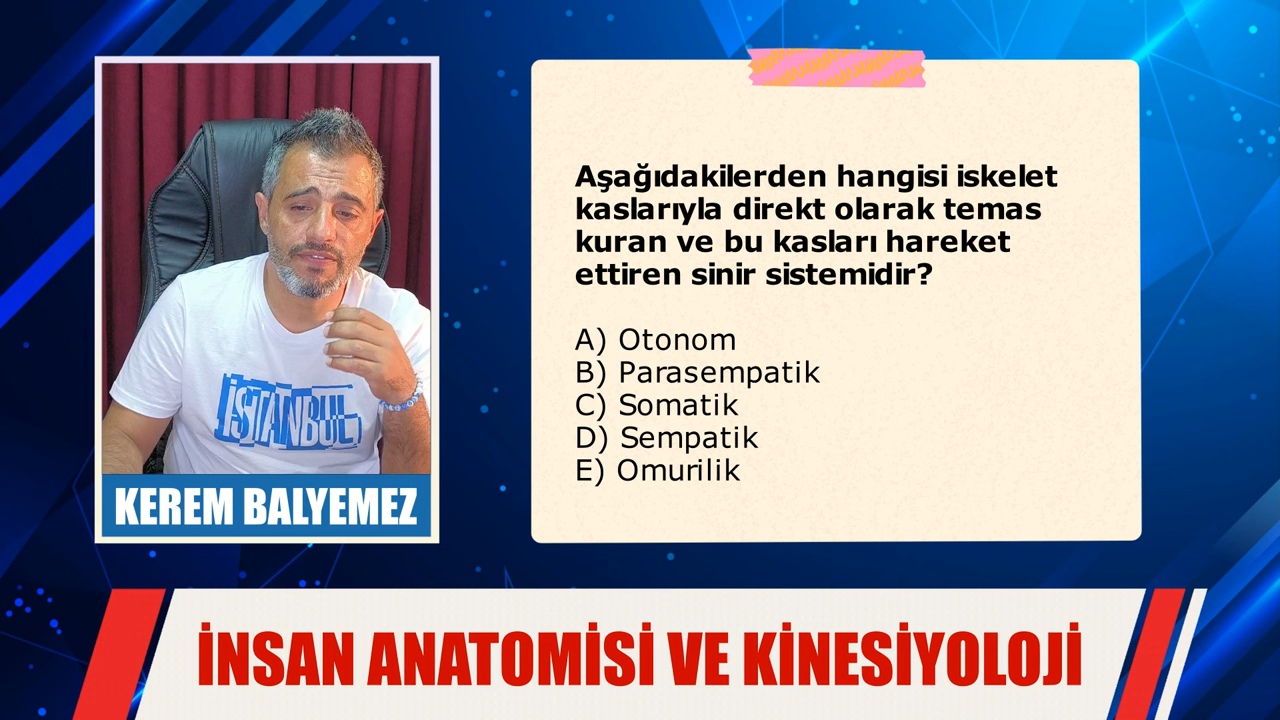 İSTANBUL
KEREM BALYEMEZ
Aşağıdakilerden hangisi iskelet
kaslarıyla direkt olarak temas
kuran ve bu kasları hareket
ettiren sinir sistemidir?
A) Otonom
B) Parasempatik
C) Somatik
D) Sempatik
E) Omurilik
İNSAN ANATOMİSİ VE KİNESİYOLOJİ